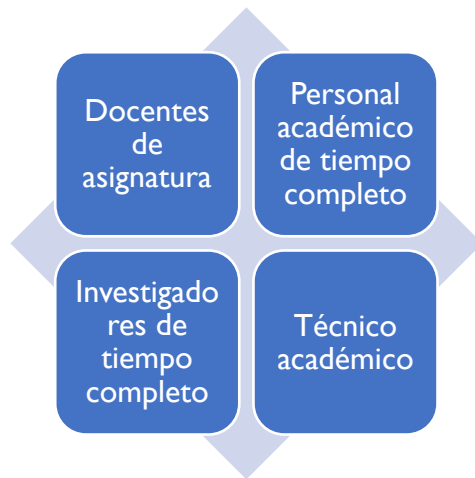 Docentes
de
asignatura
Personal
académico
de tiempo
completo
Investigado
res de
tiempo
completo
Técnico
académico